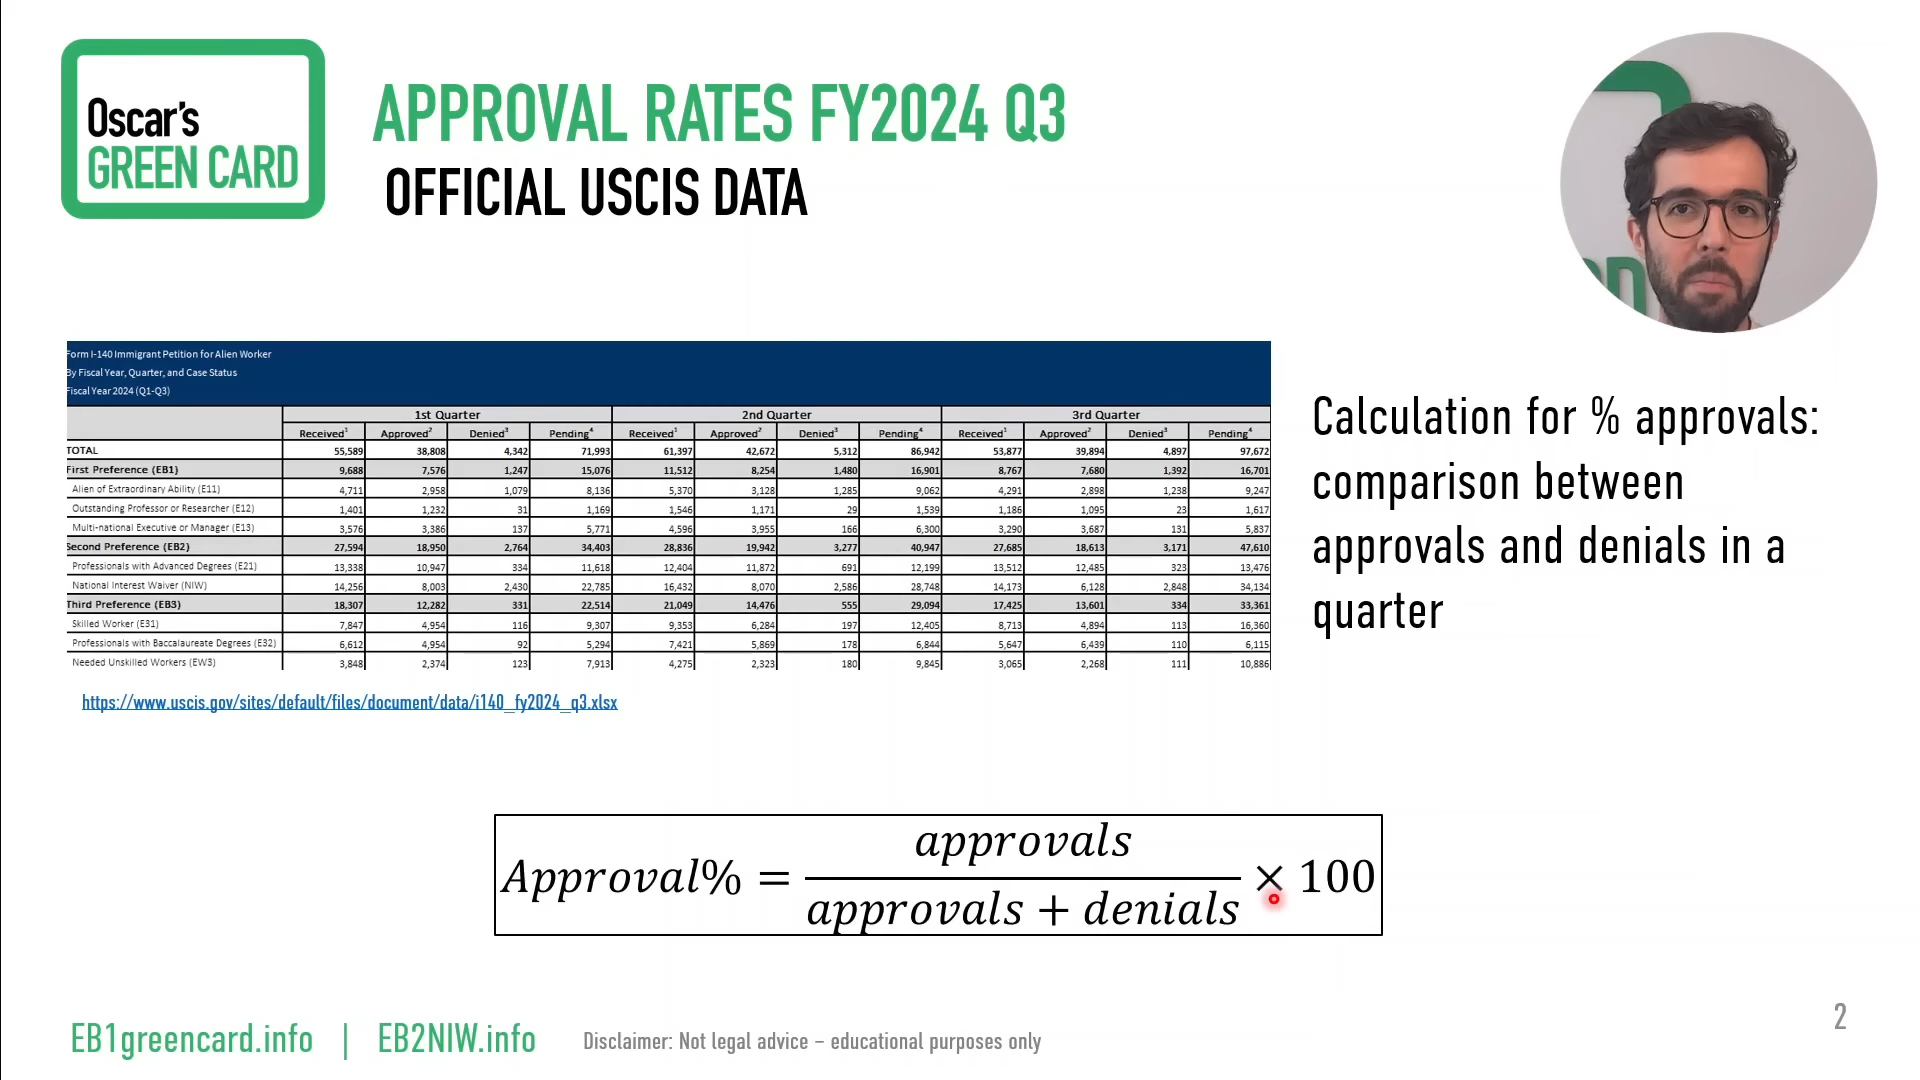 Oscar's
GREEN CARD
APPROVAL RATES FY2024 Q3
OFFICIAL USCIS DATA
Form I-140 Immigrant Petition for Alien Worker
By Fiscal Year, Quarter, and Case Status
Fiscal Year 2024 (Q1-Q3)
1st Quarter 2nd Quarter 3rd Quarter
Received¹ Approved² Denied³ Pending⁴ Received¹ Approved² Denied³ Pending⁴ Received¹ Approved² Denied³ Pending⁴
TOTAL 55,589 38,808 4,342 71,993 61,397 42,672 5,312 86,942 53,877 39,894 4,897 97,672
First Preference (EB1) 9,688 7,576 1,247 15,076 11,512 8,254 1,480 16,901 8,767 7,680 1,392 16,701
Alien of Extraordinary Ability (E11) 4,711 2,958 1,079 8,136 5,370 3,128 1,285 9,062 4,291 2,898 1,238 9,247
Outstanding Professor or Researcher (E12) 1,401 1,232 31 1,169 1,546 1,171 29 1,539 1,186 1,095 23 1,617
Multi-national Executive or Manager (E13) 3,576 3,386 137 5,771 4,596 3,955 166 6,300 3,290 3,687 131 5,837
Second Preference (EB2) 27,594 18,950 2,764 34,403 28,836 19,942 3,277 40,947 27,685 18,613 3,171 47,610
Professionals with Advanced Degrees (E21) 13,338 10,947 334 11,618 12,404 11,872 691 12,199 13,512 12,485 323 13,476
National Interest Waiver (NIW) 14,256 8,003 2,430 22,785 16,432 8,070 2,586 28,748 14,173 6,128 2,848 34,134
Third Preference (EB3) 18,307 12,282 331 22,514 21,049 14,476 555 29,094 17,425 13,601 334 33,361
Skilled Worker (E31) 7,847 4,954 116 9,307 9,353 6,284 197 12,405 8,713 4,894 113 16,360
Professionals with Baccalaureate Degrees (E32) 6,612 4,954 92 5,294 7,421 5,869 178 6,844 5,647 6,439 110 6,115
Needed Unskilled Workers (EW3) 3,848 2,374 123 7,913 4,275 2,323 180 9,845 3,065 2,268 111 10,886
https://www.uscis.gov/sites/default/files/document/data/i140_fy2024_q3.xlsx
Calculation for % approvals:
comparison between
approvals and denials in a
quarter
Approval% = approvals / approvals + denials × 100
EB1greencard.info | EB2NIW.info
Disclaimer: Not legal advice – educational purposes only
2